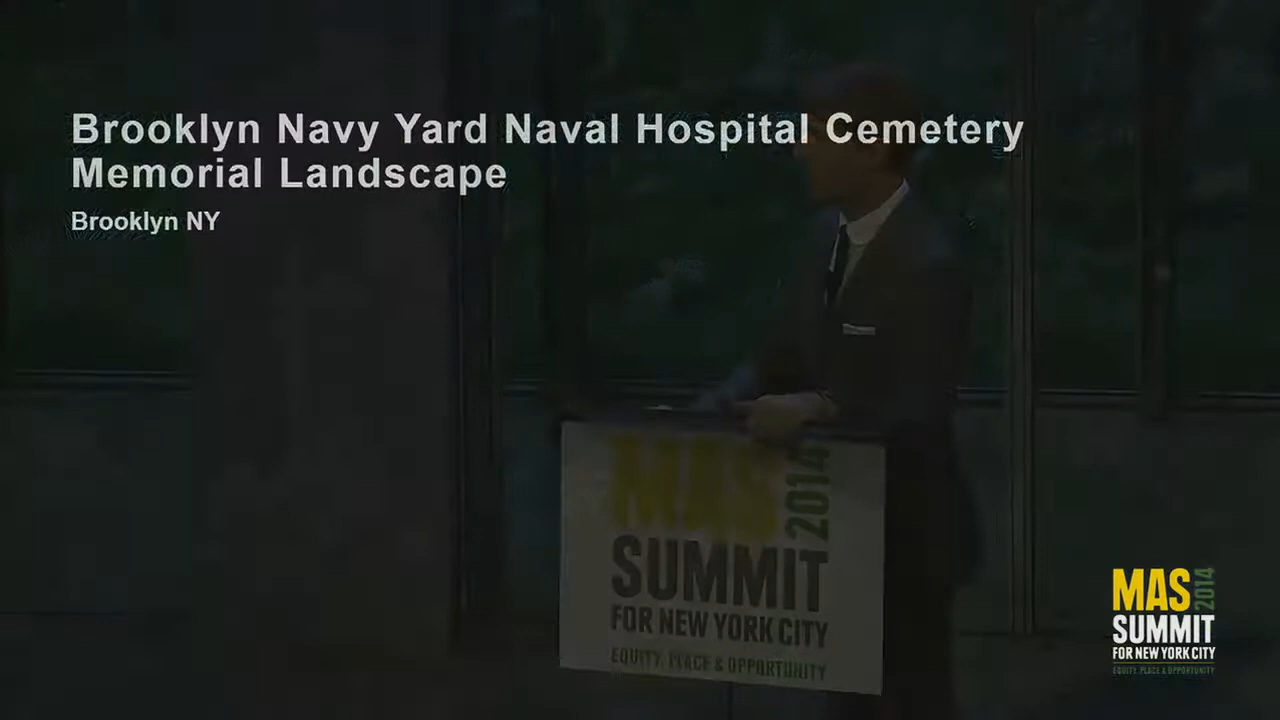 Brooklyn Navy Yard Naval Hospital Cemetery
Memorial Landscape
Brooklyn NY
MAS 2014
SUMMIT
FOR NEW YORK CITY
EQUITY, PLACE & OPPORTUNITY
MAS 2014
SUMMIT
FOR NEW YORK CITY
EQUITY, PLACE & OPPORTUNITY